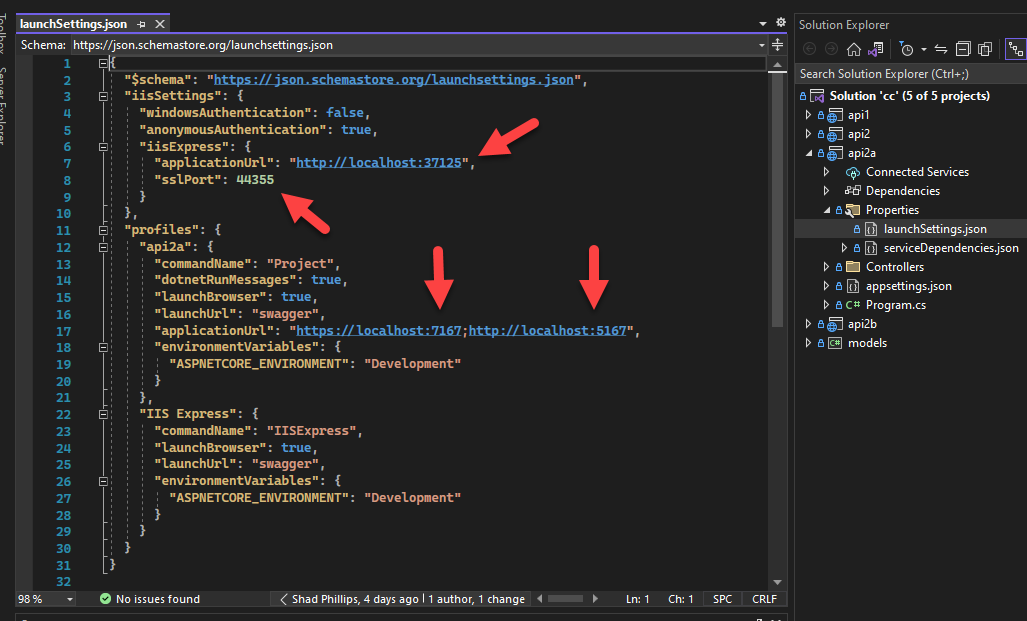 launchSettings.json
Schema: https://json.schemastore.org/launchsettings.json
Toolbox
Server Explorer
1 {
2 "$schema": "https://json.schemastore.org/launchsettings.json",
3 "iisSettings": {
4 "windowsAuthentication": false,
5 "anonymousAuthentication": true,
6 "iisExpress": {
7 "applicationUrl": "http://localhost:37125",
8 "sslPort": 44355
9 }
10 },
11 "profiles": {
12 "api2a": {
13 "commandName": "Project",
14 "dotnetRunMessages": true,
15 "launchBrowser": true,
16 "launchUrl": "swagger",
17 "applicationUrl": "https://localhost:7167;http://localhost:5167",
18 "environmentVariables": {
19 "ASPNETCORE_ENVIRONMENT": "Development"
20 }
21 },
22 "IIS Express": {
23 "commandName": "IISExpress",
24 "launchBrowser": true,
25 "launchUrl": "swagger",
26 "environmentVariables": {
27 "ASPNETCORE_ENVIRONMENT": "Development"
28 }
29 }
30 }
31 }
32
98 % No issues found Shad Phillips, 4 days ago | 1 author, 1 change Ln: 1 Ch: 1 SPC CRLF
Solution Explorer
Search Solution Explorer (Ctrl+;)
Solution 'cc' (5 of 5 projects)
api1
api2
api2a
Connected Services
Dependencies
Properties
launchSettings.json
serviceDependencies.json
Controllers
appsettings.json
C# Program.cs
api2b
C# models